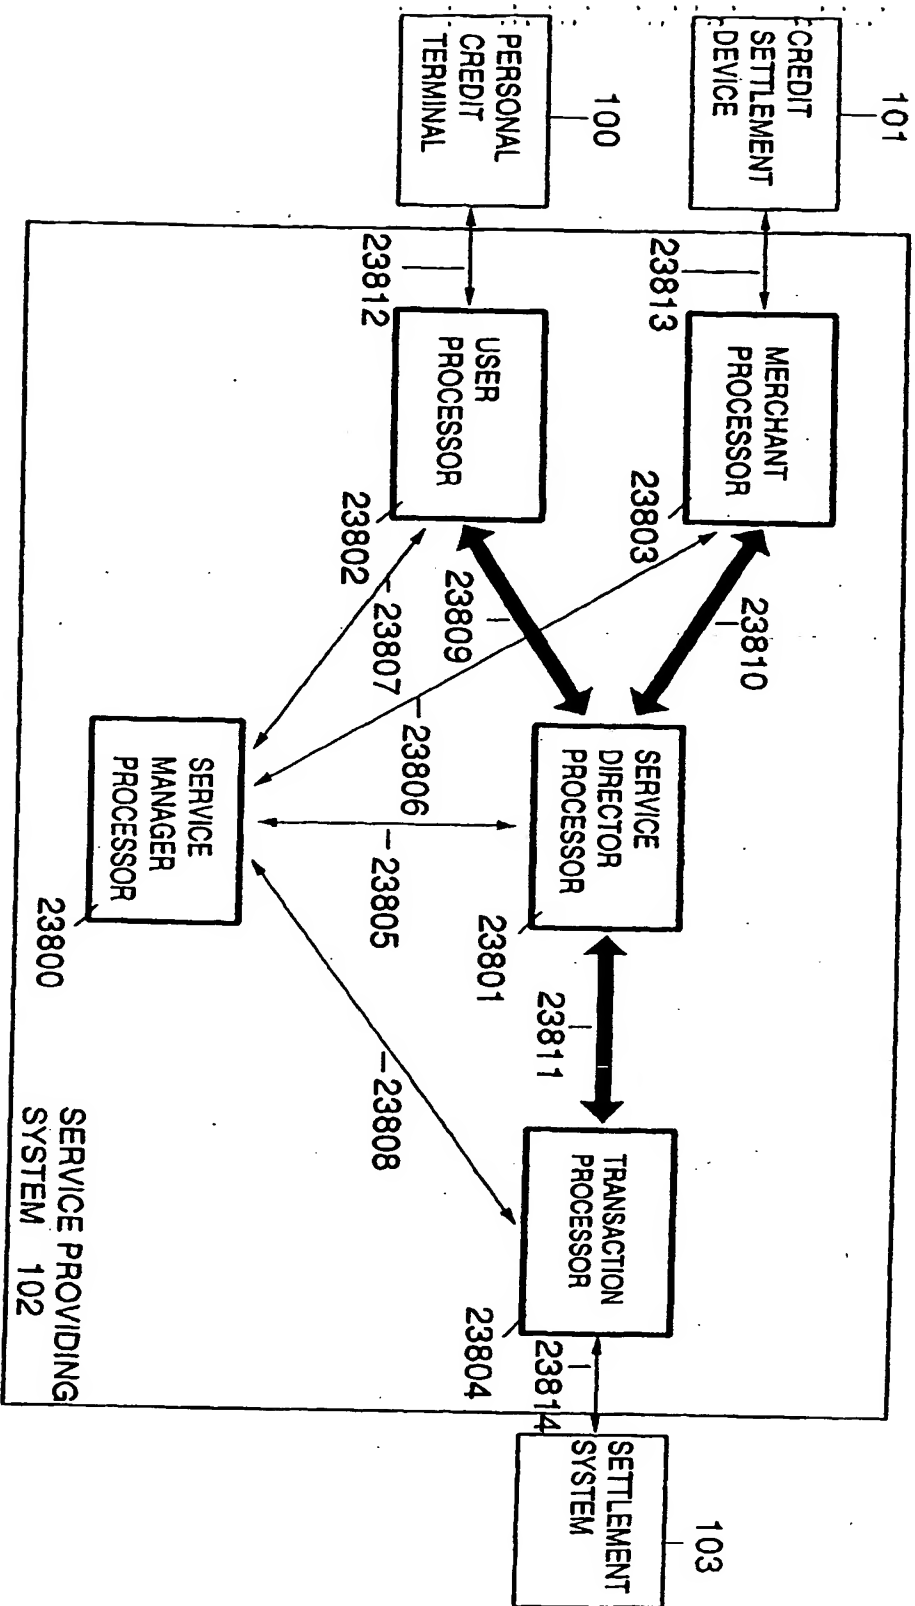 101
CREDIT
SETTLEMENT
DEVICE
23813
MERCHANT
PROCESSOR
23803
23810
100
PERSONAL
CREDIT
TERMINAL
23812
USER
PROCESSOR
23802
23809
23807
23806
SERVICE
DIRECTOR
PROCESSOR
23801
23805
23811
SERVICE
MANAGER
PROCESSOR
23800
23808
TRANSACTION
PROCESSOR
23804
23814
103
SETTLEMENT
SYSTEM
SERVICE PROVIDING
SYSTEM 102